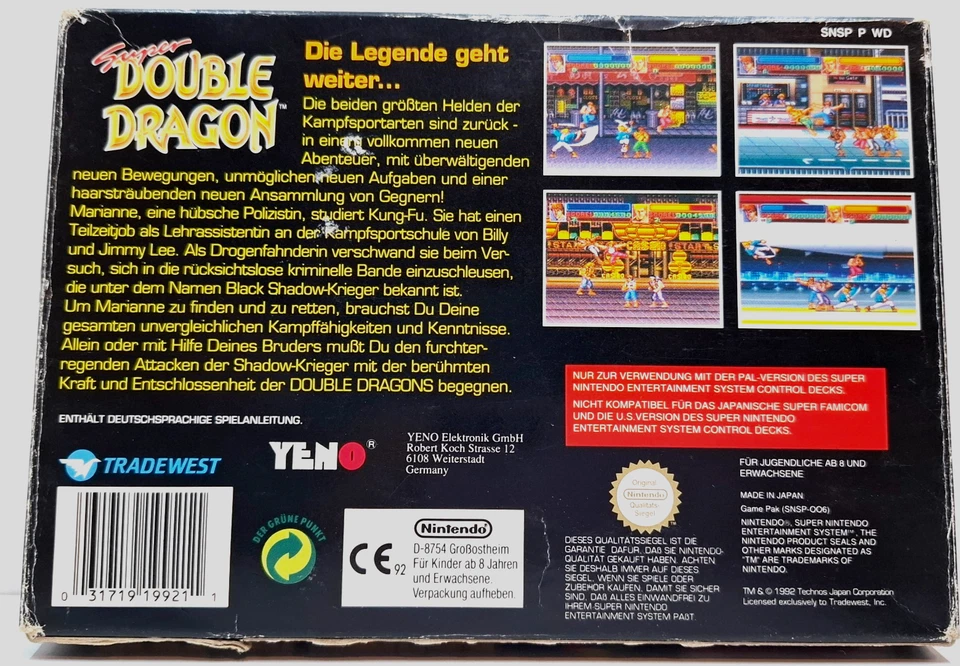 SNSP P WD
Super
DOUBLE
DRAGON™
Die Legende geht
weiter...
Die beiden größten Helden der
Kampfsportarten sind zurück -
in einem vollkommen neuen
Abenteuer, mit überwältigenden
neuen Bewegungen, unmöglichen neuen Aufgaben und einer
haarsträubenden neuen Ansammlung von Gegnern!
Marianne, eine hübsche Polizistin, studiert Kung-Fu. Sie hat einen
Teilzeitjob als Lehrassistentin an der Kampfsportschule von Billy
und Jimmy Lee. Als Drogenfahnderin verschwand sie beim Ver-
such, sich in die rücksichtslose kriminelle Bande einzuschleusen,
die unter dem Namen Black Shadow-Krieger bekannt ist.
Um Marianne zu finden und zu retten, brauchst Du Deine
gesamten unvergleichlichen Kampffähigkeiten und Kenntnisse.
Allein oder mit Hilfe Deines Bruders mußt Du den furchter-
regenden Attacken der Shadow-Krieger mit der berühmten
Kraft und Entschlossenheit der DOUBLE DRAGONS begegnen.
ENTHÄLT DEUTSCHSPRACHIGE SPIELANLEITUNG.
NUR ZUR VERWENDUNG MIT DER PAL-VERSION DES SUPER
NINTENDO ENTERTAINMENT SYSTEM CONTROL DECKS.
NICHT KOMPATIBEL FÜR DAS JAPANISCHE SUPER FAMICOM
UND DIE U.S.VERSION DES SUPER NINTENDO
ENTERTAINMENT SYSTEM CONTROL DECKS.
TRADEWEST
YENO®
YENO Elektronik GmbH
Robert Koch Strasse 12
6108 Weiterstadt
Germany
0 31719 19921 1
DER GRÜNE PUNKT
CE 92
Nintendo
D-8754 Großostheim
Für Kinder ab 8 Jahren
und Erwachsene.
Verpackung aufheben.
Original
Nintendo
Qualitäts-
Siegel
™
DIESES QUALITÄTSSIEGEL IST DIE
GARANTIE DAFÜR, DAß SIE NINTENDO-
QUALITÄT GEKAUFT HABEN. ACHTEN
SIE DESHALB IMMER AUF DIESES
SIEGEL, WENN SIE SPIELE ODER
ZUBEHÖR KAUFEN, DAMIT SIE SICHER
SIND, DAß ALLES EINWANDFREI ZU
IHREM SUPER NINTENDO
ENTERTAINMENT SYSTEM PAßT.
FÜR JUGENDLICHE AB 8 UND
ERWACHSENE
MADE IN JAPAN
Game Pak (SNSP-006)
NINTENDO®, SUPER NINTENDO
ENTERTAINMENT SYSTEM™, THE
NINTENDO PRODUCT SEALS AND
OTHER MARKS DESIGNATED AS
"TM" ARE TRADEMARKS OF
NINTENDO.
TM & © 1992 Technos Japan Corporation
Licensed exclusively to Tradewest, Inc.